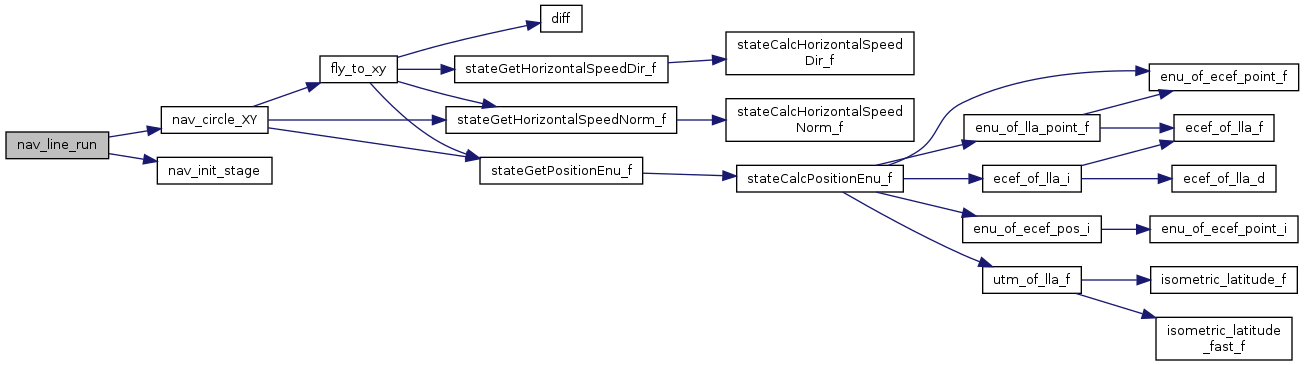 nav_line_run
nav_circle_XY
nav_init_stage
fly_to_xy
diff
stateGetHorizontalSpeedDir_f
stateGetHorizontalSpeedNorm_f
stateGetPositionEnu_f
stateCalcHorizontalSpeed
Dir_f
stateCalcHorizontalSpeed
Norm_f
stateCalcPositionEnu_f
enu_of_lla_point_f
ecef_of_lla_i
enu_of_ecef_pos_i
utm_of_lla_f
enu_of_ecef_point_f
ecef_of_lla_f
ecef_of_lla_d
enu_of_ecef_point_i
isometric_latitude_f
isometric_latitude
_fast_f